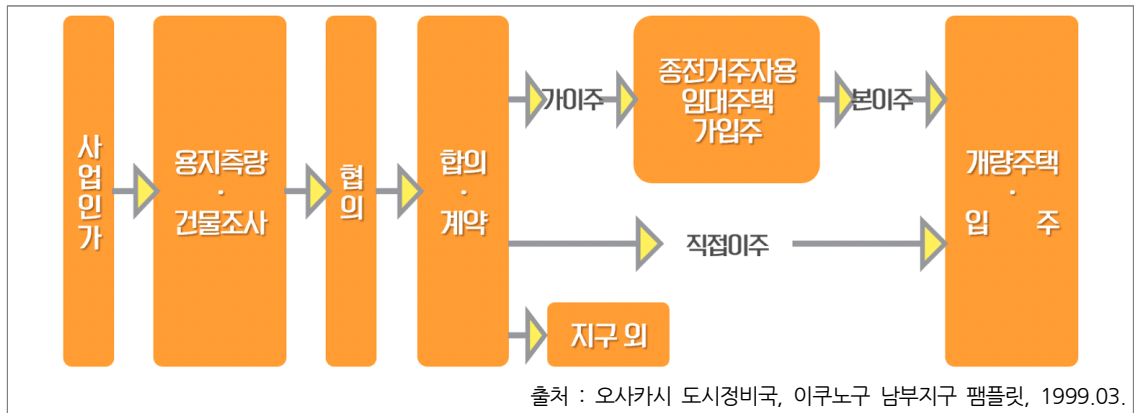 사업인가
용지측량
·
건물조사
협의
합의
·
계약
가이주
종전거주자용
임대주택
가입주
본이주
직접이주
지구 외
개량주택
·
입 주
출처 : 오사카시 도시정비국, 이쿠노구 남부지구 팸플릿, 1999.03.